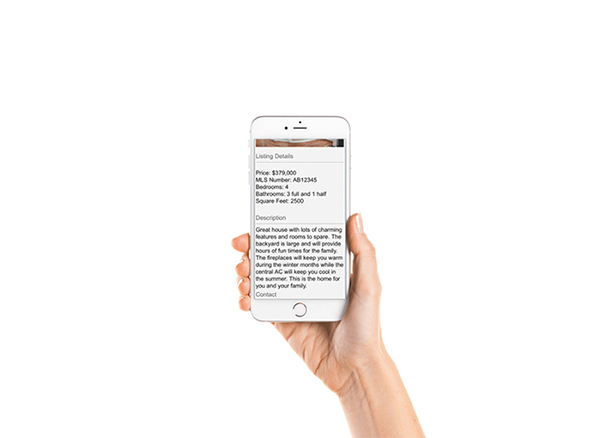 Listing Details
Price: $379,000
MLS Number: AB12345
Bedrooms: 4
Bathrooms: 3 full and 1 half
Square Feet: 2500
Description
Great house with lots of charming
features and rooms to spare. The
backyard is large and will provide
hours of fun times for the family.
The fireplaces will keep you warm
during the winter months while the
central AC will keep you cool in
the summer. This is the home for
you and your family.
Contact